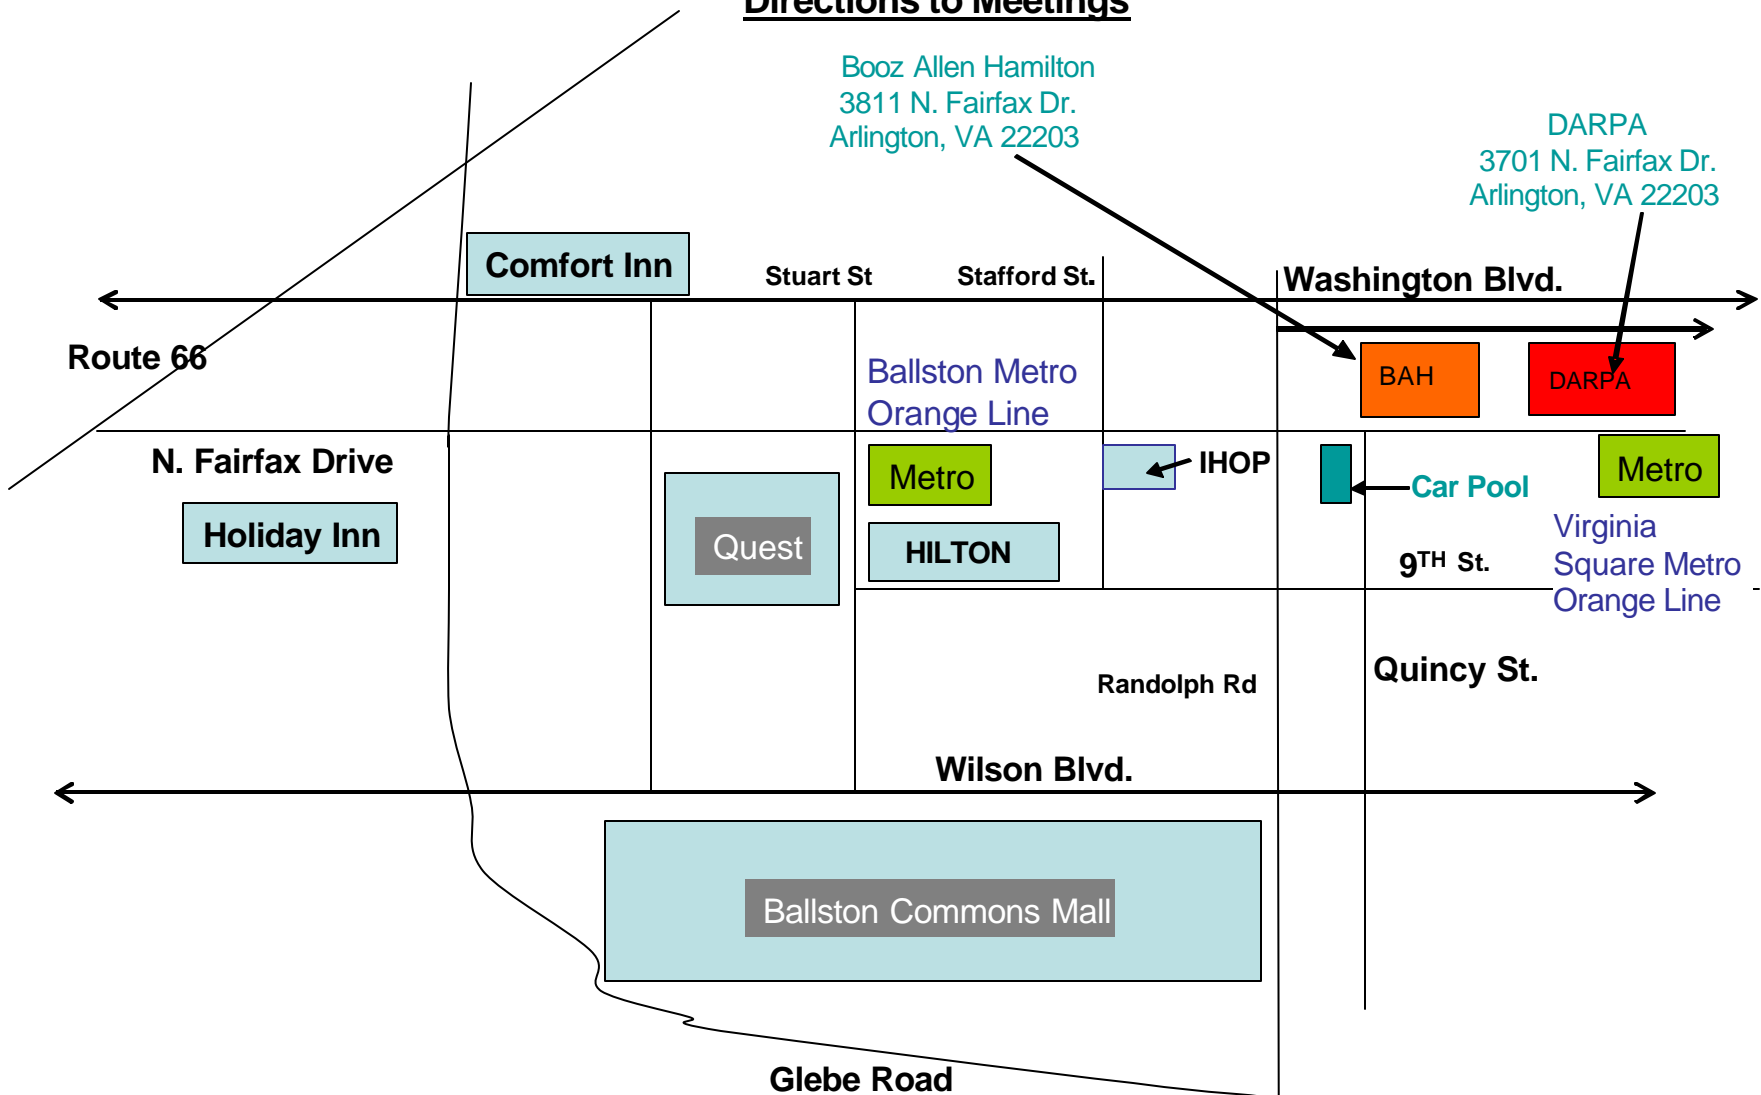 Directions to Meetings
Booz Allen Hamilton
3811 N. Fairfax Dr.
Arlington, VA 22203
DARPA
3701 N. Fairfax Dr.
Arlington, VA 22203
Comfort Inn
Stuart St
Stafford St.
Washington Blvd.
Route 66
Ballston Metro
Orange Line
BAH
DARPA
N. Fairfax Drive
Metro
IHOP
Car Pool
Metro
Holiday Inn
Quest
HILTON
9TH St.
Virginia
Square Metro
Orange Line
Randolph Rd
Quincy St.
Wilson Blvd.
Ballston Commons Mall
Glebe Road